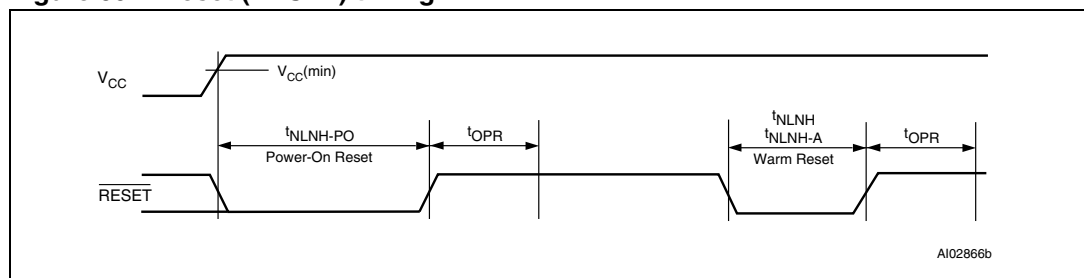 V_CC
V_CC(min)
t_NLNH-PO
Power-On Reset
t_OPR
t_NLNH
t_NLNH-A
Warm Reset
t_OPR
RESET
AI02866b